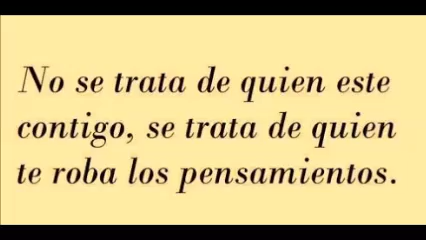 No se trata de quien este
contigo, se trata de quien
te roba los pensamientos.